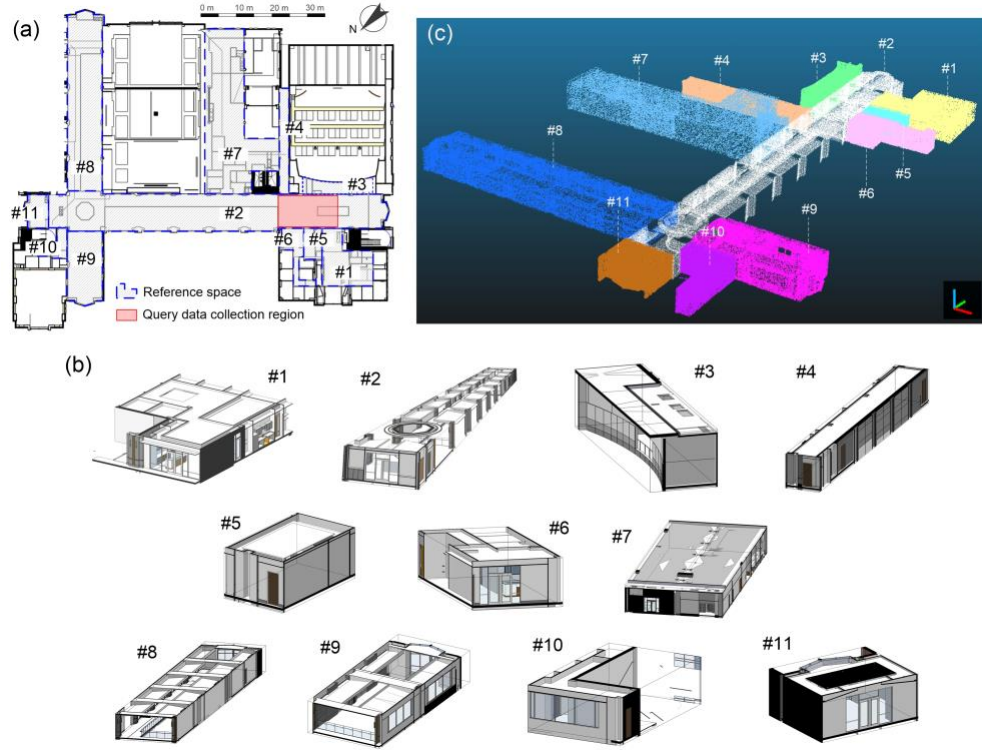 0 m 10 m 20 m 30 m
(a)
N
(c)
#2
#7 #4 #3 #1
#8
#4
#7
#3
#8
#11 #2
#6 #5
#10
#9 #1
#5
#6
#11 #9
#10
Reference space
Query data collection region
(b)
#1 #2 #3 #4
#5 #6 #7
#8 #9 #10 #11